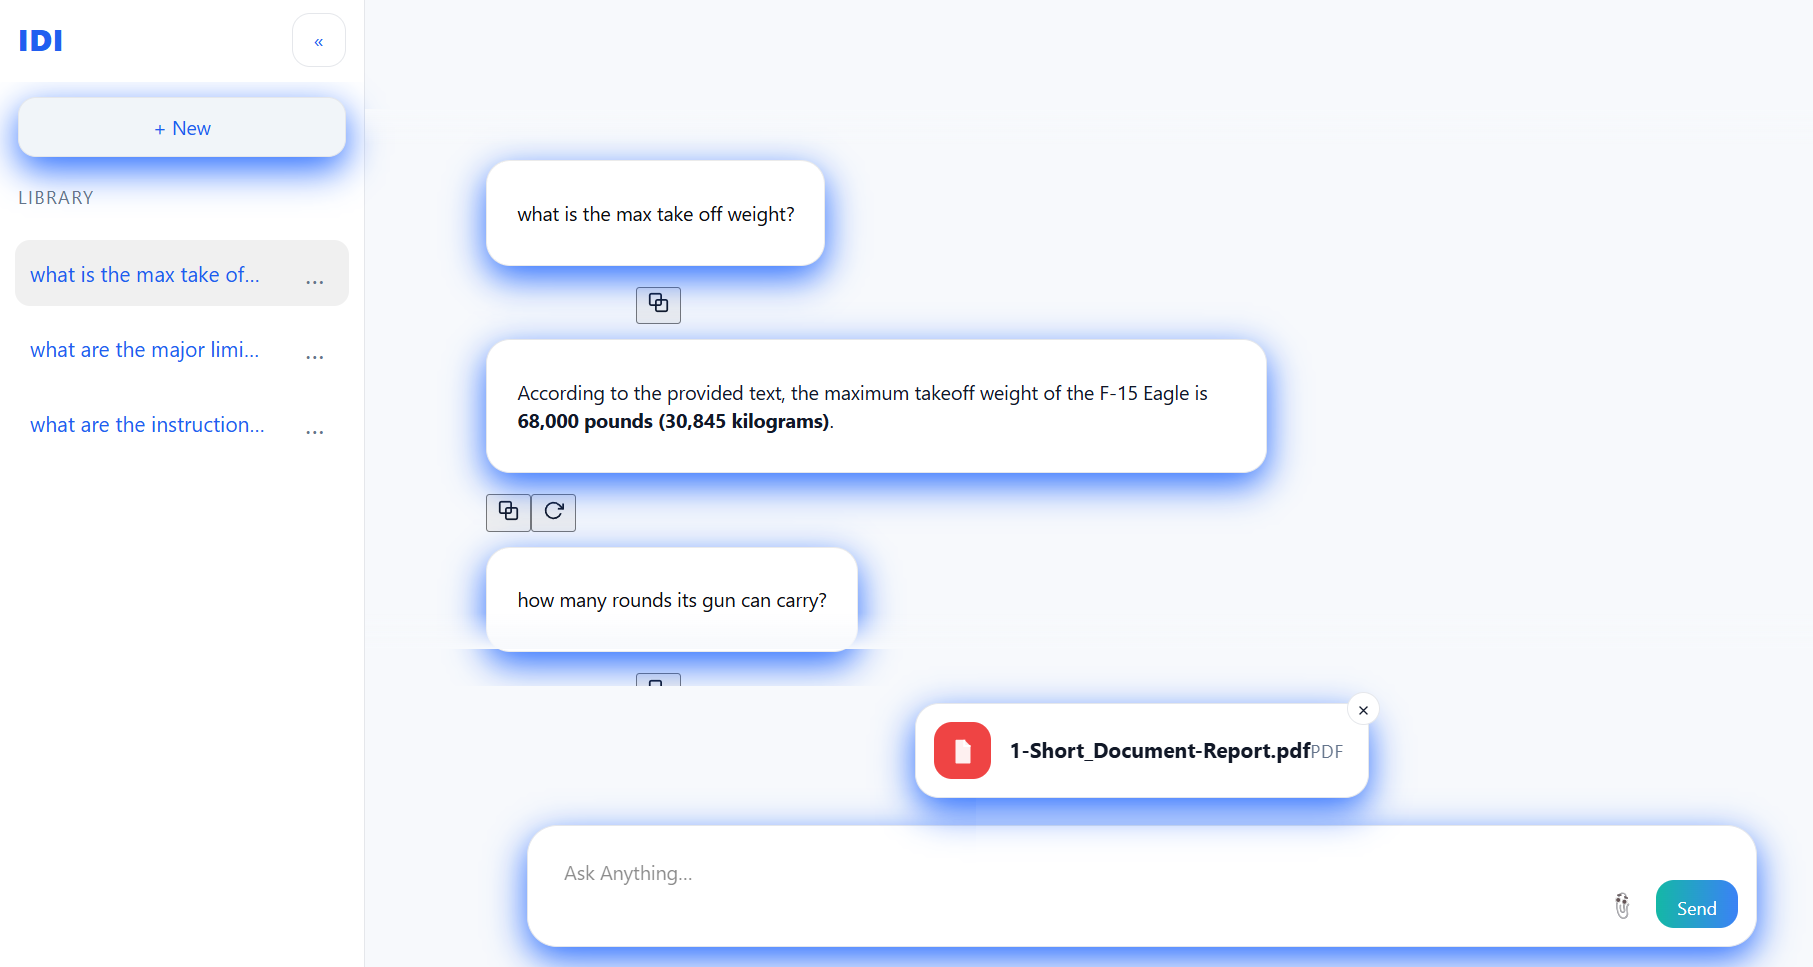 IDI
«
+ New
LIBRARY
what is the max take of...
...
what are the major limi...
...
what are the instruction...
...
what is the max take off weight?
According to the provided text, the maximum takeoff weight of the F-15 Eagle is
68,000 pounds (30,845 kilograms).
how many rounds its gun can carry?
×
1-Short_Document-Report.pdfPDF
Ask Anything...
Send